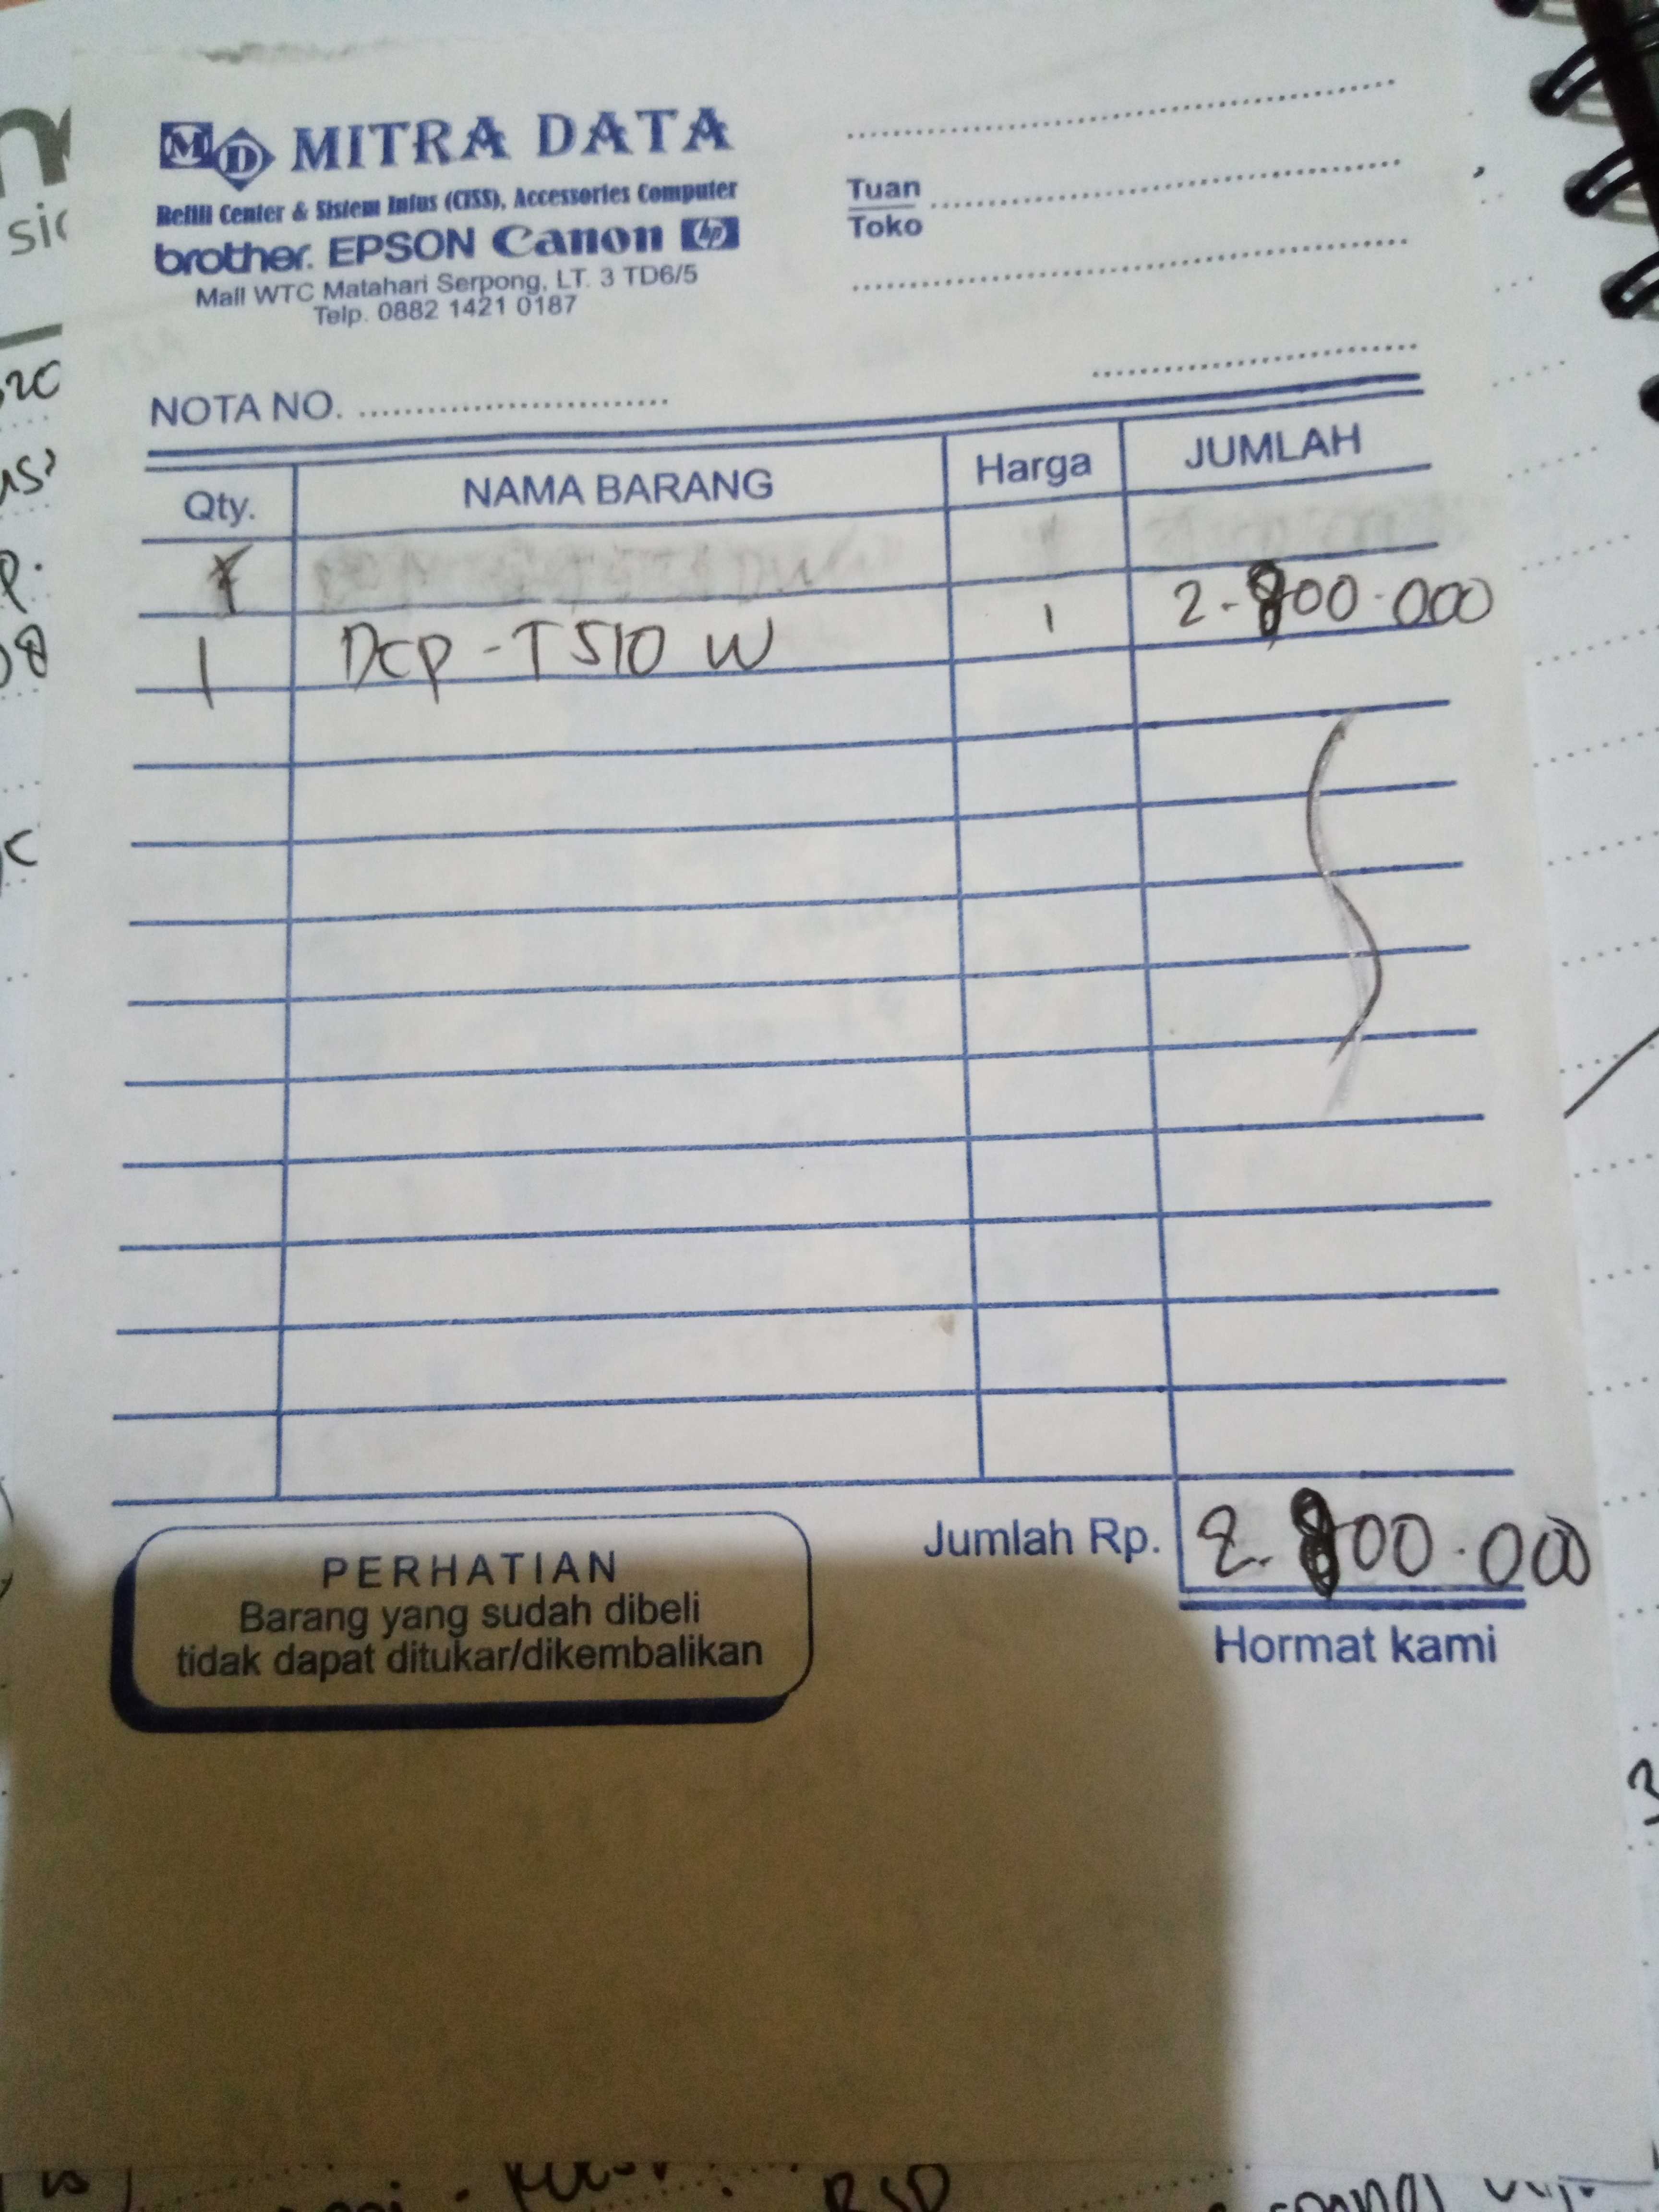 MD MITRA DATA
Refill Center & Sistem Infus (CISS), Accessories Computer
brother. EPSON Canon hp
Mall WTC Matahari Serpong, LT. 3 TD6/5
Telp. 0882 1421 0187
Tuan
Toko
NOTA NO.
Qty. NAMA BARANG Harga JUMLAH
1 DCP-T510 W 1 2.800.000
Jumlah Rp. 2.800.000
PERHATIAN
Barang yang sudah dibeli
tidak dapat ditukar/dikembalikan
Hormat kami